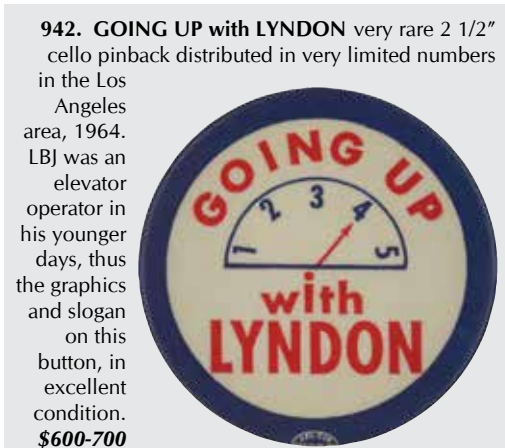 942. GOING UP with LYNDON very rare 2 1/2"
cello pinback distributed in very limited numbers
in the Los
Angeles
area, 1964.
LBJ was an
elevator
operator in
his younger
days, thus
the graphics
and slogan
on this
button, in
excellent
condition.
$600-700
GOING UP
1 2 3 4 5
with
LYNDON